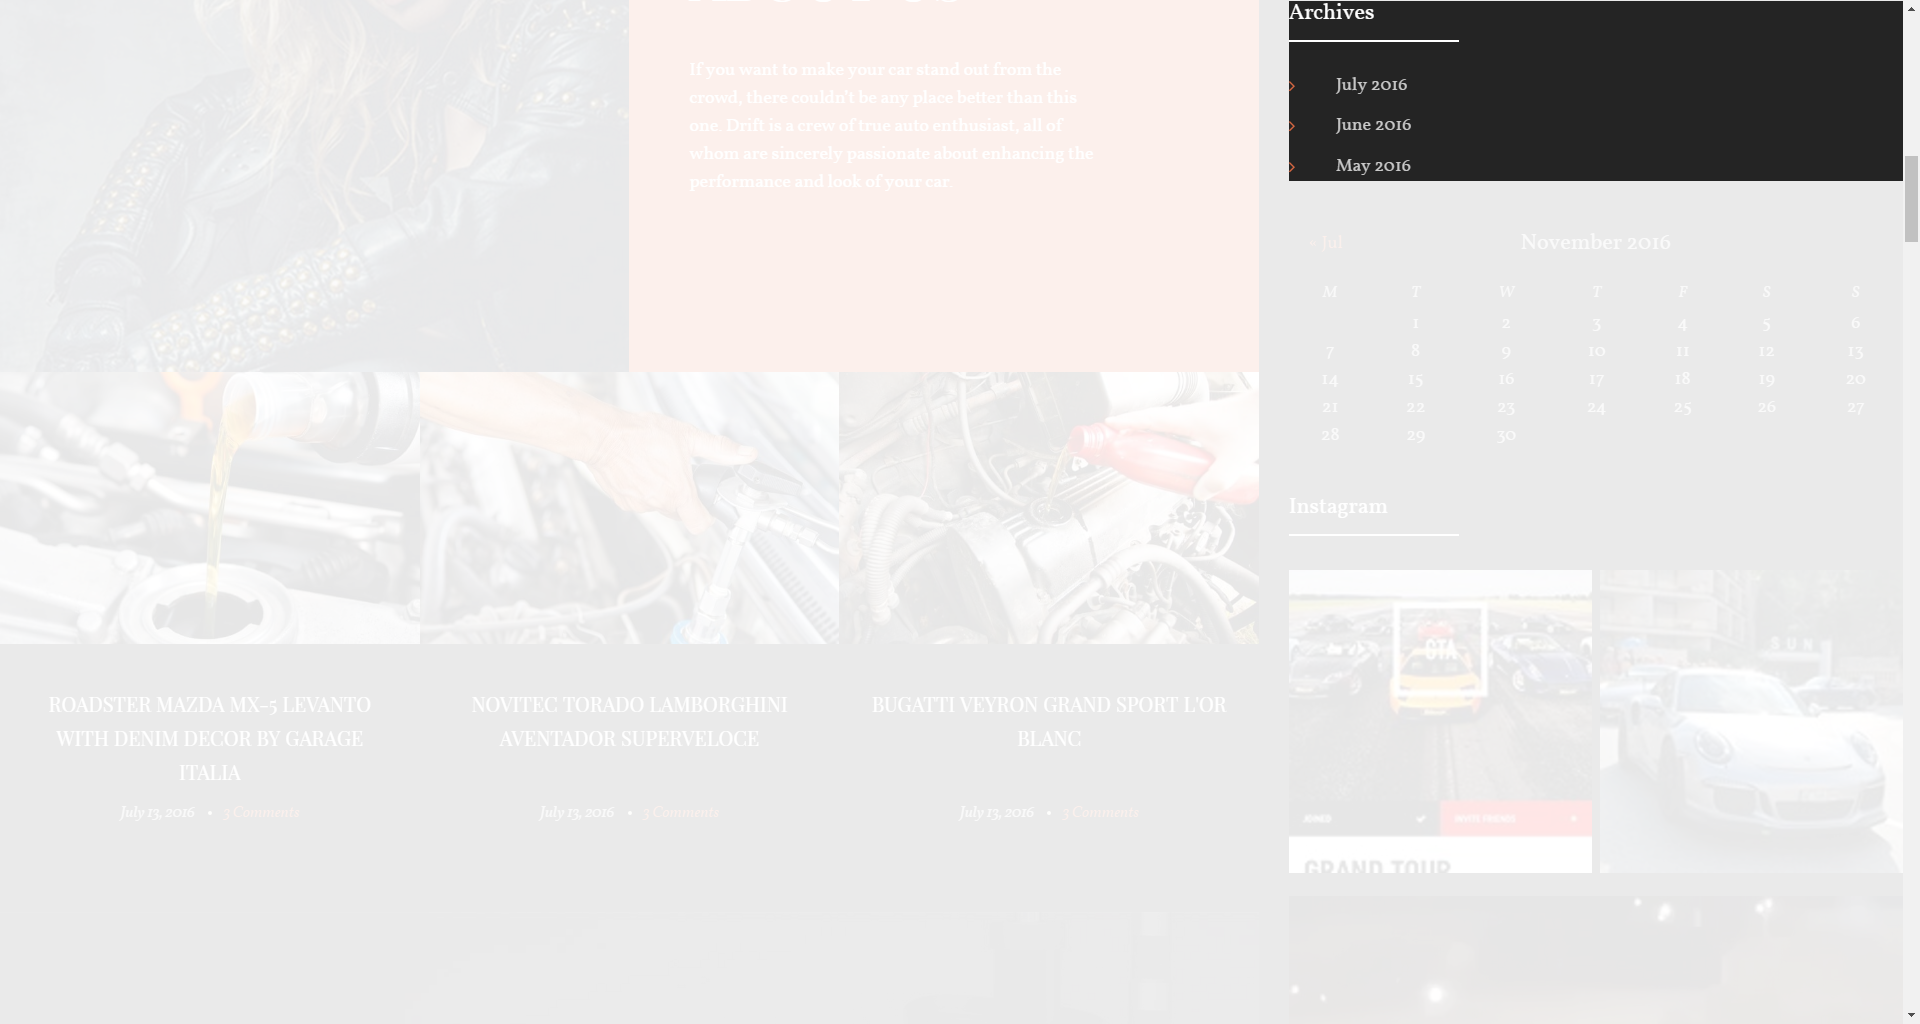 If you want to make your car stand out from the
crowd, there couldn't be any place better than this
one. Drift is a crew of true auto enthusiast, all of
whom are sincerely passionate about enhancing the
performance and look of your car.
ROADSTER MAZDA MX-5 LEVANTO
WITH DENIM DECOR BY GARAGE
ITALIA
July 13, 2016 • 3 Comments
NOVITEC TORADO LAMBORGHINI
AVENTADOR SUPERVELOCE
July 13, 2016 • 3 Comments
BUGATTI VEYRON GRAND SPORT L'OR
BLANC
July 13, 2016 • 3 Comments
Archives
July 2016
June 2016
May 2016
« Jul
November 2016
M T W T F S S
1 2 3 4 5 6
7 8 9 10 11 12 13
14 15 16 17 18 19 20
21 22 23 24 25 26 27
28 29 30
Instagram
GTA
JOINED
INVITE FRIENDS
GRAND TOUR
SUN